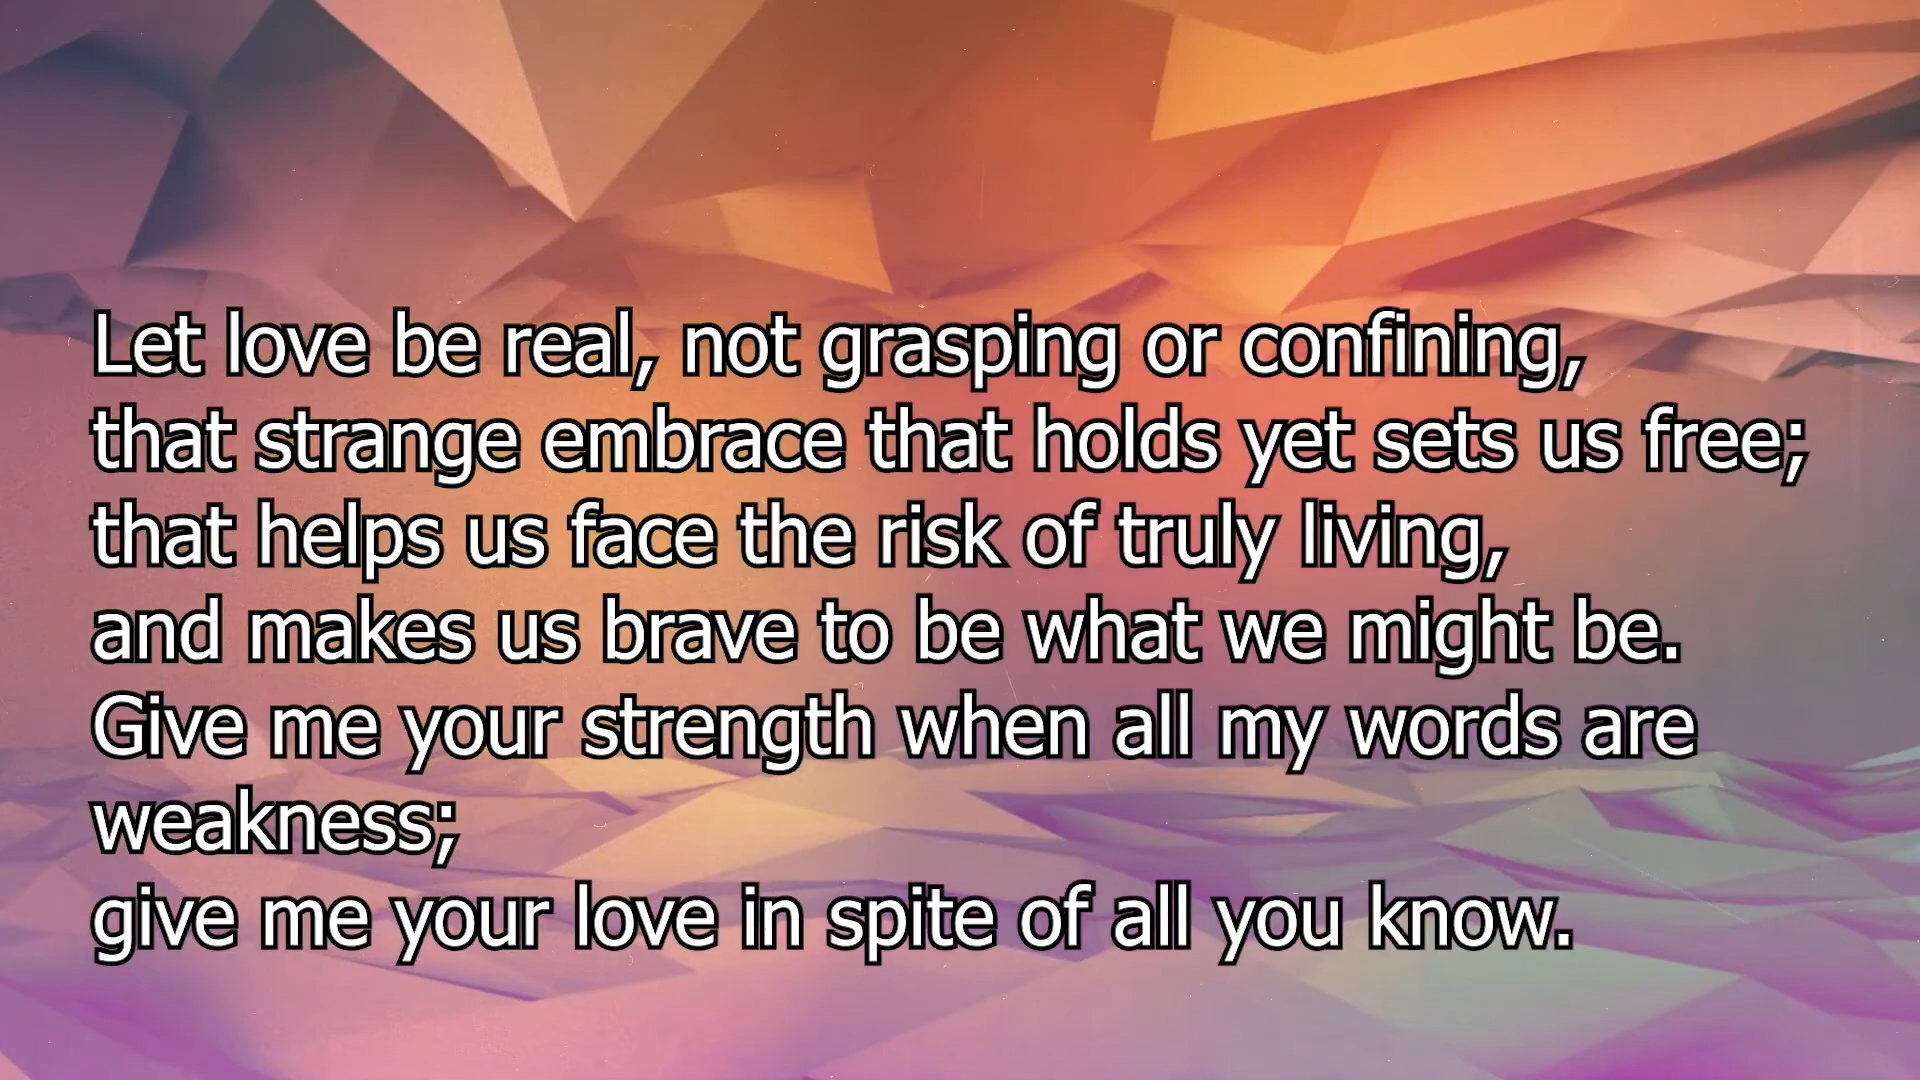 Let love be real, not grasping or confining,
that strange embrace that holds yet sets us free;
that helps us face the risk of truly living,
and makes us brave to be what we might be.
Give me your strength when all my words are
weakness;
give me your love in spite of all you know.